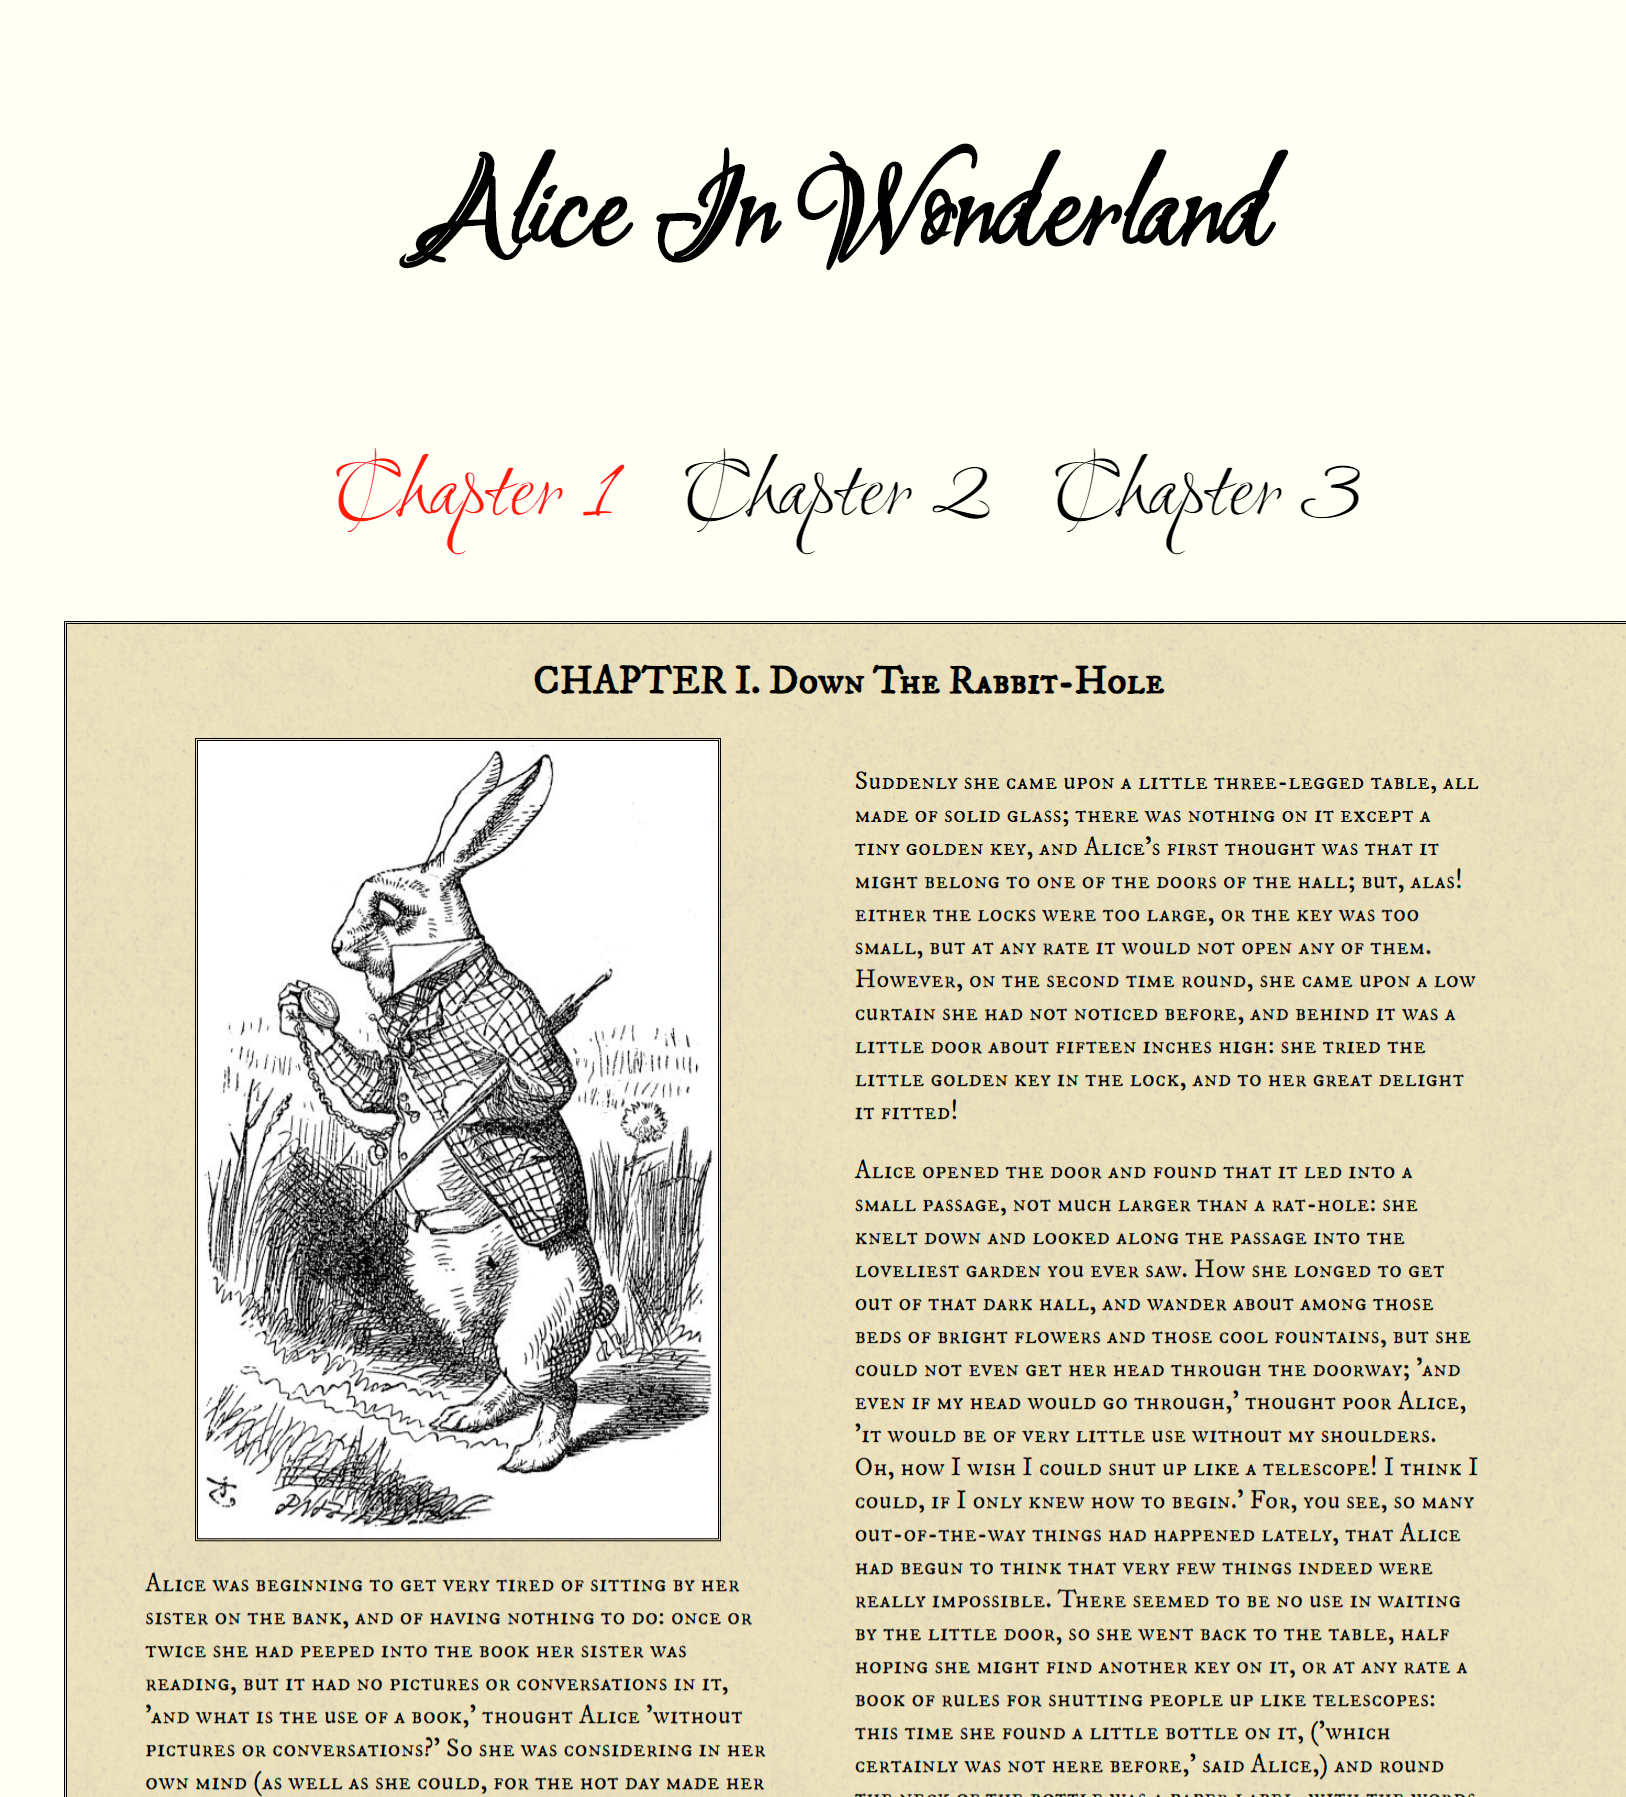 Alice In Wonderland
Chapter 1 Chapter 2 Chapter 3
CHAPTER I. Down The Rabbit-Hole
Alice was beginning to get very tired of sitting by her
sister on the bank, and of having nothing to do: once or
twice she had peeped into the book her sister was
reading, but it had no pictures or conversations in it,
'and what is the use of a book,' thought Alice 'without
pictures or conversations?' So she was considering in her
own mind (as well as she could, for the hot day made her
Suddenly she came upon a little three-legged table, all
made of solid glass; there was nothing on it except a
tiny golden key, and Alice's first thought was that it
might belong to one of the doors of the hall; but, alas!
either the locks were too large, or the key was too
small, but at any rate it would not open any of them.
However, on the second time round, she came upon a low
curtain she had not noticed before, and behind it was a
little door about fifteen inches high: she tried the
little golden key in the lock, and to her great delight
it fitted!
Alice opened the door and found that it led into a
small passage, not much larger than a rat-hole: she
knelt down and looked along the passage into the
loveliest garden you ever saw. How she longed to get
out of that dark hall, and wander about among those
beds of bright flowers and those cool fountains, but she
could not even get her head through the doorway; 'and
even if my head would go through,' thought poor Alice,
'it would be of very little use without my shoulders.
Oh, how I wish I could shut up like a telescope! I think I
could, if I only knew how to begin.' For, you see, so many
out-of-the-way things had happened lately, that Alice
had begun to think that very few things indeed were
really impossible. There seemed to be no use in waiting
by the little door, so she went back to the table, half
hoping she might find another key on it, or at any rate a
book of rules for shutting people up like telescopes:
this time she found a little bottle on it, ('which
certainly was not here before,' said Alice,) and round
the neck of the bottle was a paper label, with the words